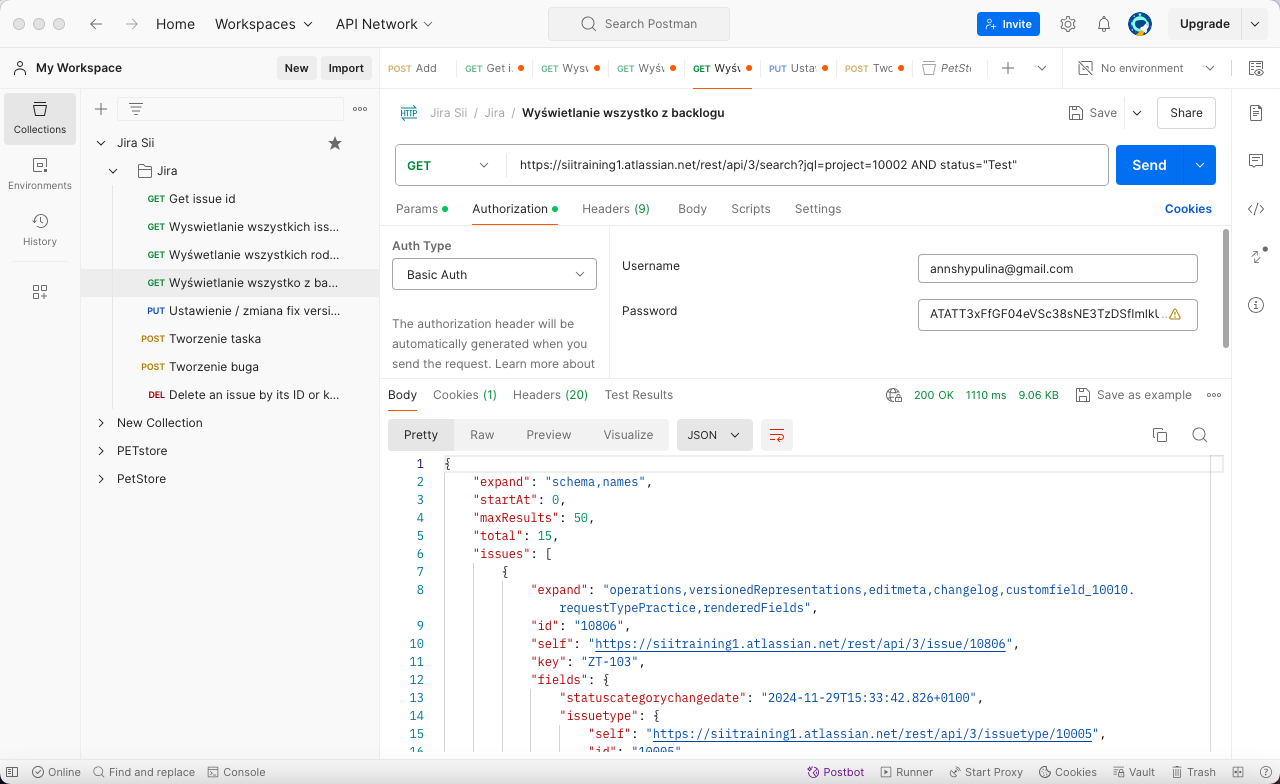 Home Workspaces API Network Search Postman Invite Upgrade
My Workspace New Import POST Add GET Get i. GET GET GET PUT POST No environment
Collections
Environments
History
Jira Sii
Jira
GET Get issue id
GET Wyswietlanie wszystkich iss...
GET Wyśwetlanie wszystkich rod...
GET Wyświetlanie wszystko z ba...
PUT Ustawienie / zmiana fix versi...
POST Tworzenie taska
POST Tworzenie buga
DEL Delete an issue by its ID or k...
New Collection
PETstore
PetStore
HTTP Jira Sii / Jira / Wyświetlanie wszystko z backlogu Save Share
GET https://siitraining1.atlassian.net/rest/api/3/search?jql=project=10002 AND status="Test" Send
Params Authorization Headers (9) Body Scripts Settings Cookies
Auth Type
Basic Auth
The authorization header will be
automatically generated when you
send the request. Learn more about
Username annshypulina@gmail.com
Password
Body Cookies (1) Headers (20) Test Results 200 OK 1110 ms 9.06 KB Save as example
Pretty Raw Preview Visualize JSON
1 {
2 "expand": "schema,names",
3 "startAt": 0,
4 "maxResults": 50,
5 "total": 15,
6 "issues": [
7 {
8 "expand": "operations,versionedRepresentations,editmeta,changelog,customfield_10010.
requestTypePractice,renderedFields",
9 "id": "10806",
10 "self": "https://siitraining1.atlassian.net/rest/api/3/issue/10806",
11 "key": "ZT-103",
12 "fields": {
13 "statuscategorychangedate": "2024-11-29T15:33:42.826+0100",
14 "issuetype": {
15 "self": "https://siitraining1.atlassian.net/rest/api/3/issuetype/10005",
16 "id": "10005"
Online Find and replace Console Postbot Runner Start Proxy Cookies Vault Trash